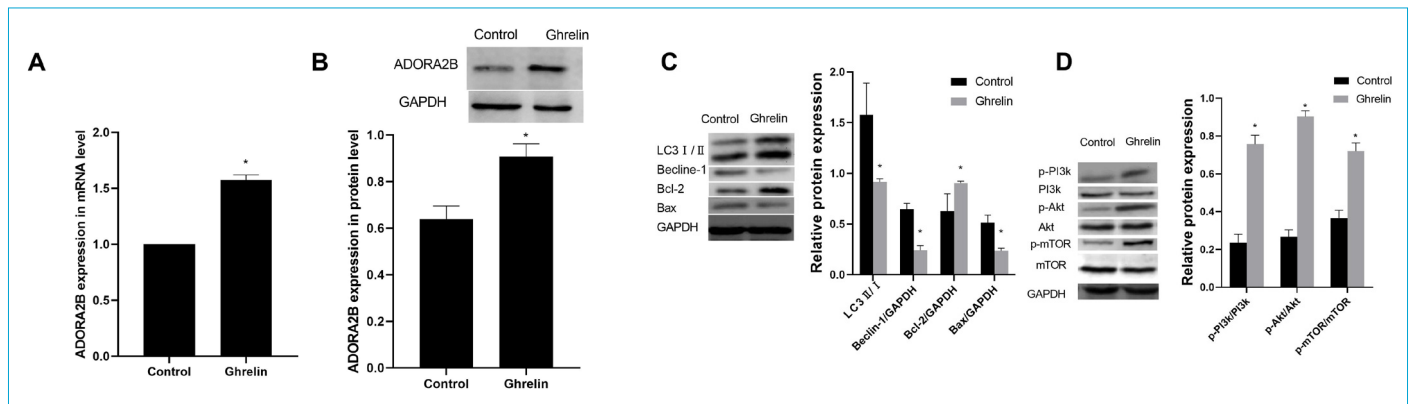 A
ADORA2B expression in mRNA level
2.0
1.5
1.0
0.5
0.0
*
Control
Ghrelin
B
Control Ghrelin
ADORA2B
GAPDH
ADORA2B expression in protein level
1.0
0.8
0.6
0.4
0.2
0.0
*
Control
Ghrelin
C
Control Ghrelin
LC3 I / II
Becline-1
Bcl-2
Bax
GAPDH
Relative protein expression
2.0
1.5
1.0
0.5
0.0
Control
Ghrelin
*
*
*
*
LC3 II/ I
Beclin-1/GAPDH
Bcl-2/GAPDH
Bax/GAPDH
D
Control Ghrelin
p-PI3k
PI3k
p-Akt
Akt
p-mTOR
mTOR
GAPDH
Relative protein expression
1.0
0.8
0.6
0.4
0.2
0.0
Control
Ghrelin
*
*
*
p-PI3k/PI3k
p-Akt/Akt
p-mTOR/mTOR